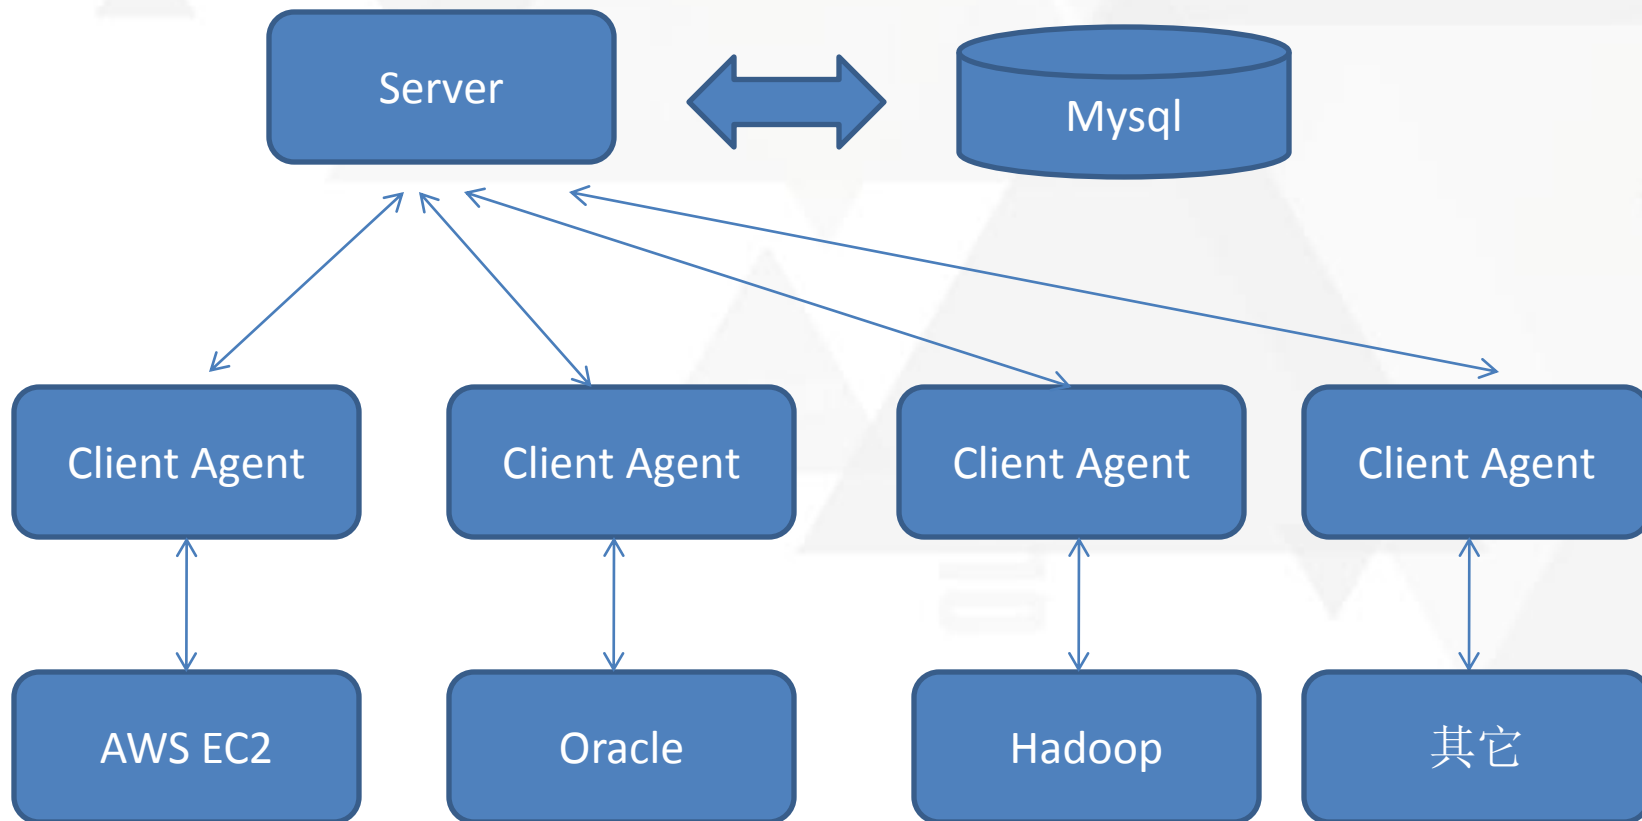 Server
Mysql
Client Agent
Client Agent
Client Agent
Client Agent
AWS EC2
Oracle
Hadoop
其它